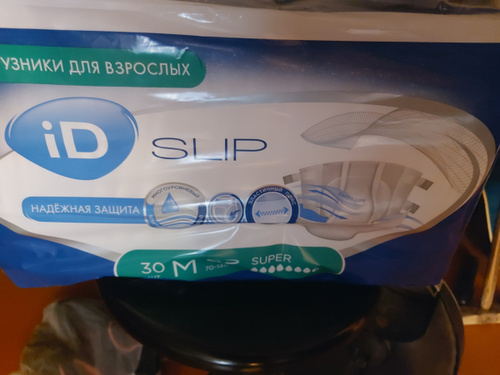 УЗНИКИ ДЛЯ ВЗРОСЛЫХ
iD SLIP
НАДЁЖНАЯ ЗАЩИТА
30 M SUPER